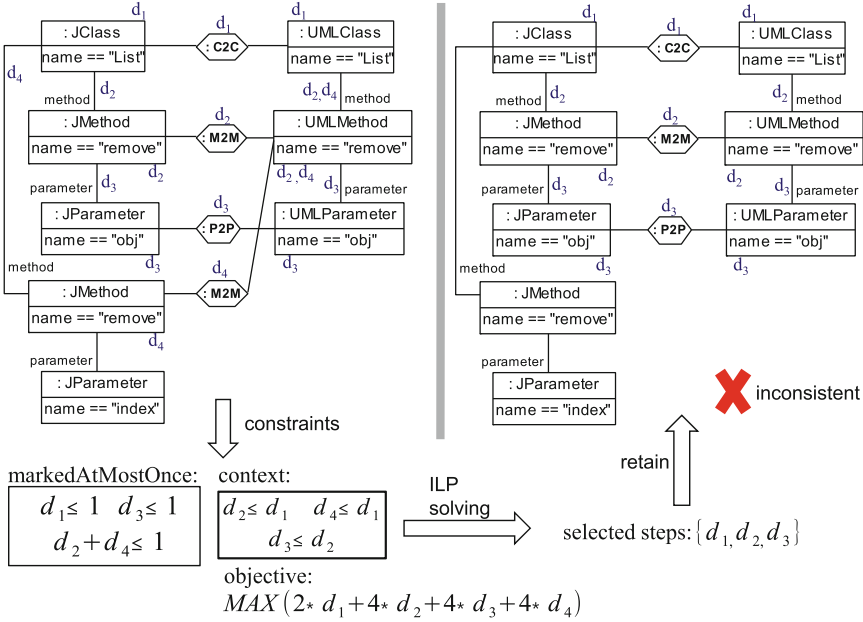 d₁ d₁
: JClass
name == "List"
d₁
: C2C
: UMLClass
name == "List"
d₄
method
d₂
d₂,d₄
method
: JMethod
name == "remove"
d₂
d₂
: M2M
: UMLMethod
name == "remove"
d₂ ,d₄
parameter
d₃
d₃
parameter
: JParameter
name == "obj"
d₃
d₃
: P2P
: UMLParameter
name == "obj"
d₃
method
: JMethod
name == "remove"
d₄
d₄
: M2M
parameter
: JParameter
name == "index"
d₁ d₁
: JClass
name == "List"
d₁
: C2C
: UMLClass
name == "List"
method
d₂
d₂
method
: JMethod
name == "remove"
d₂
d₂
: M2M
: UMLMethod
name == "remove"
d₂
parameter
d₃
d₃
parameter
: JParameter
name == "obj"
d₃
d₃
: P2P
: UMLParameter
name == "obj"
d₃
method
: JMethod
name == "remove"
parameter
: JParameter
name == "index"
inconsistent
constraints
markedAtMostOnce:
d₁≤ 1 d₃≤ 1
d₂+d₄≤ 1
context:
d₂≤ d₁ d₄≤ d₁
d₃≤ d₂
objective:
MAX(2* d₁+4* d₂+4* d₃+4* d₄)
ILP
solving
retain
selected steps:{d₁,d₂,d₃}